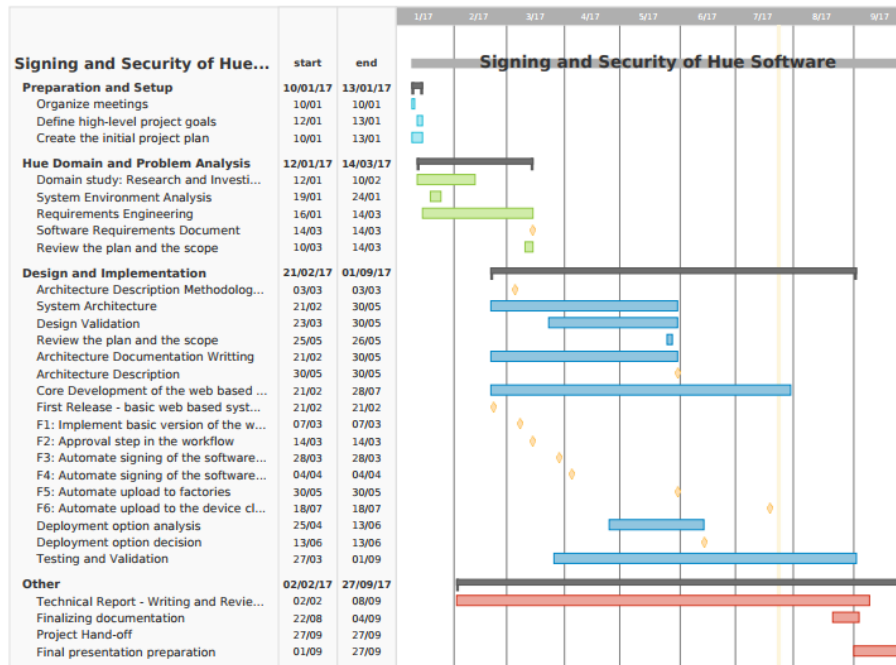 1/17 2/17 3/17 4/17 5/17 6/17 7/17 8/17 9/17
Signing and Security of Hue... start end Signing and Security of Hue Software
Preparation and Setup 10/01/17 13/01/17
Organize meetings 10/01 10/01
Define high-level project goals 12/01 13/01
Create the initial project plan 10/01 13/01
Hue Domain and Problem Analysis 12/01/17 14/03/17
Domain study: Research and Investi... 12/01 10/02
System Environment Analysis 19/01 24/01
Requirements Engineering 16/01 14/03
Software Requirements Document 14/03 14/03
Review the plan and the scope 10/03 14/03
Design and Implementation 21/02/17 01/09/17
Architecture Description Methodolog... 03/03 03/03
System Architecture 21/02 30/05
Design Validation 23/03 30/05
Review the plan and the scope 25/05 26/05
Architecture Documentation Writting 21/02 30/05
Architecture Description 30/05 30/05
Core Development of the web based ... 21/02 28/07
First Release - basic web based syst... 21/02 21/02
F1: Implement basic version of the w... 07/03 07/03
F2: Approval step in the workflow 14/03 14/03
F3: Automate signing of the software... 28/03 28/03
F4: Automate signing of the software... 04/04 04/04
F5: Automate upload to factories 30/05 30/05
F6: Automate upload to the device cl... 18/07 18/07
Deployment option analysis 25/04 13/06
Deployment option decision 13/06 13/06
Testing and Validation 27/03 01/09
Other 02/02/17 27/09/17
Technical Report - Writing and Revie... 02/02 08/09
Finalizing documentation 22/08 04/09
Project Hand-off 27/09 27/09
Final presentation preparation 01/09 27/09